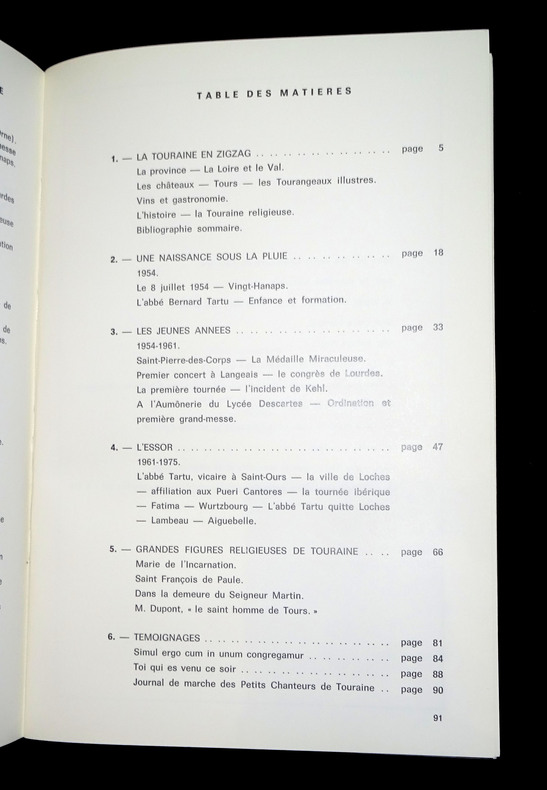 TABLE DES MATIERES
1. — LA TOURAINE EN ZIGZAG .. .. .. .. .. .. .. .. .. page 5
La province — La Loire et le Val.
Les châteaux — Tours — les Tourangeaux illustres.
Vins et gastronomie.
L'histoire — la Touraine religieuse.
Bibliographie sommaire.
2. — UNE NAISSANCE SOUS LA PLUIE .. .. .. .. .. .. page 18
1954.
Le 8 juillet 1954 — Vingt-Hanaps.
L'abbé Bernard Tartu — Enfance et formation.
3. — LES JEUNES ANNEES .. .. .. .. .. .. .. .. .. .. page 33
1954-1961.
Saint-Pierre-des-Corps — La Médaille Miraculeuse.
Premier concert à Langeais — le congrès de Lourdes.
La première tournée — l'incident de Kehl.
A l'Aumônerie du Lycée Descartes — Ordination et
première grand-messe.
4. — L'ESSOR .. .. .. .. .. .. .. .. .. .. .. .. .. .. page 47
1961-1975.
L'abbé Tartu, vicaire à Saint-Ours — la ville de Loches
— affiliation aux Pueri Cantores — la tournée ibérique
— Fatima — Wurtzbourg — L'abbé Tartu quitte Loches
— Lambeau — Aiguebelle.
5. — GRANDES FIGURES RELIGIEUSES DE TOURAINE .. .. page 66
Marie de l'Incarnation.
Saint François de Paule.
Dans la demeure du Seigneur Martin.
M. Dupont, « le saint homme de Tours. »
6. — TEMOIGNAGES .. .. .. .. .. .. .. .. .. .. .. .. page 81
Simul ergo cum in unum congregamur .. .. .. .. .. page 84
Toi qui es venu ce soir .. .. .. .. .. .. .. .. .. .. page 88
Journal de marche des Petits Chanteurs de Touraine .. page 90
91